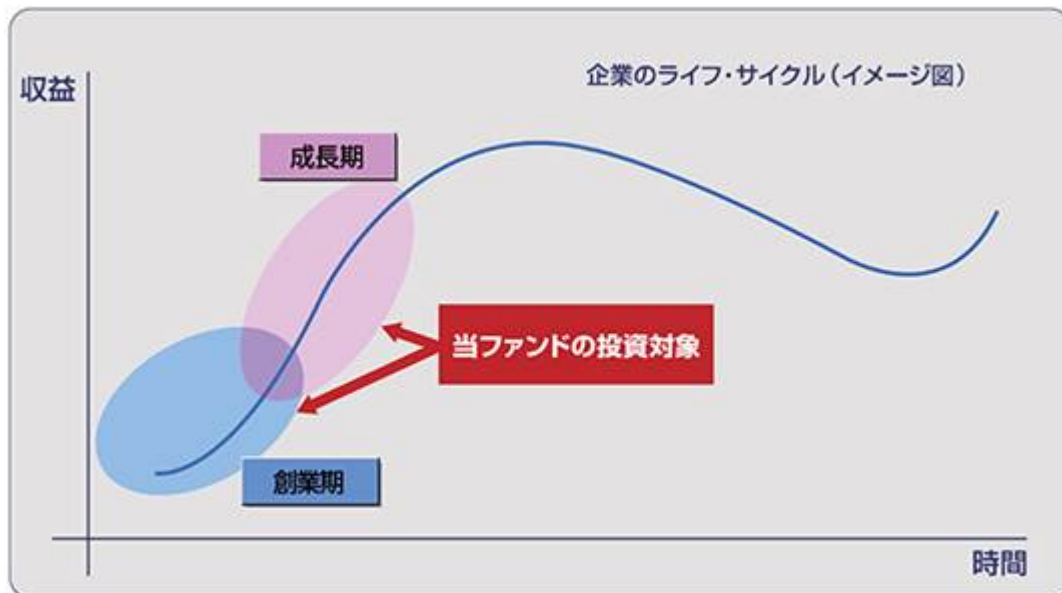 企業のライフ・サイクル(イメージ図)
収益
成長期
当ファンドの投資対象
創業期
時間